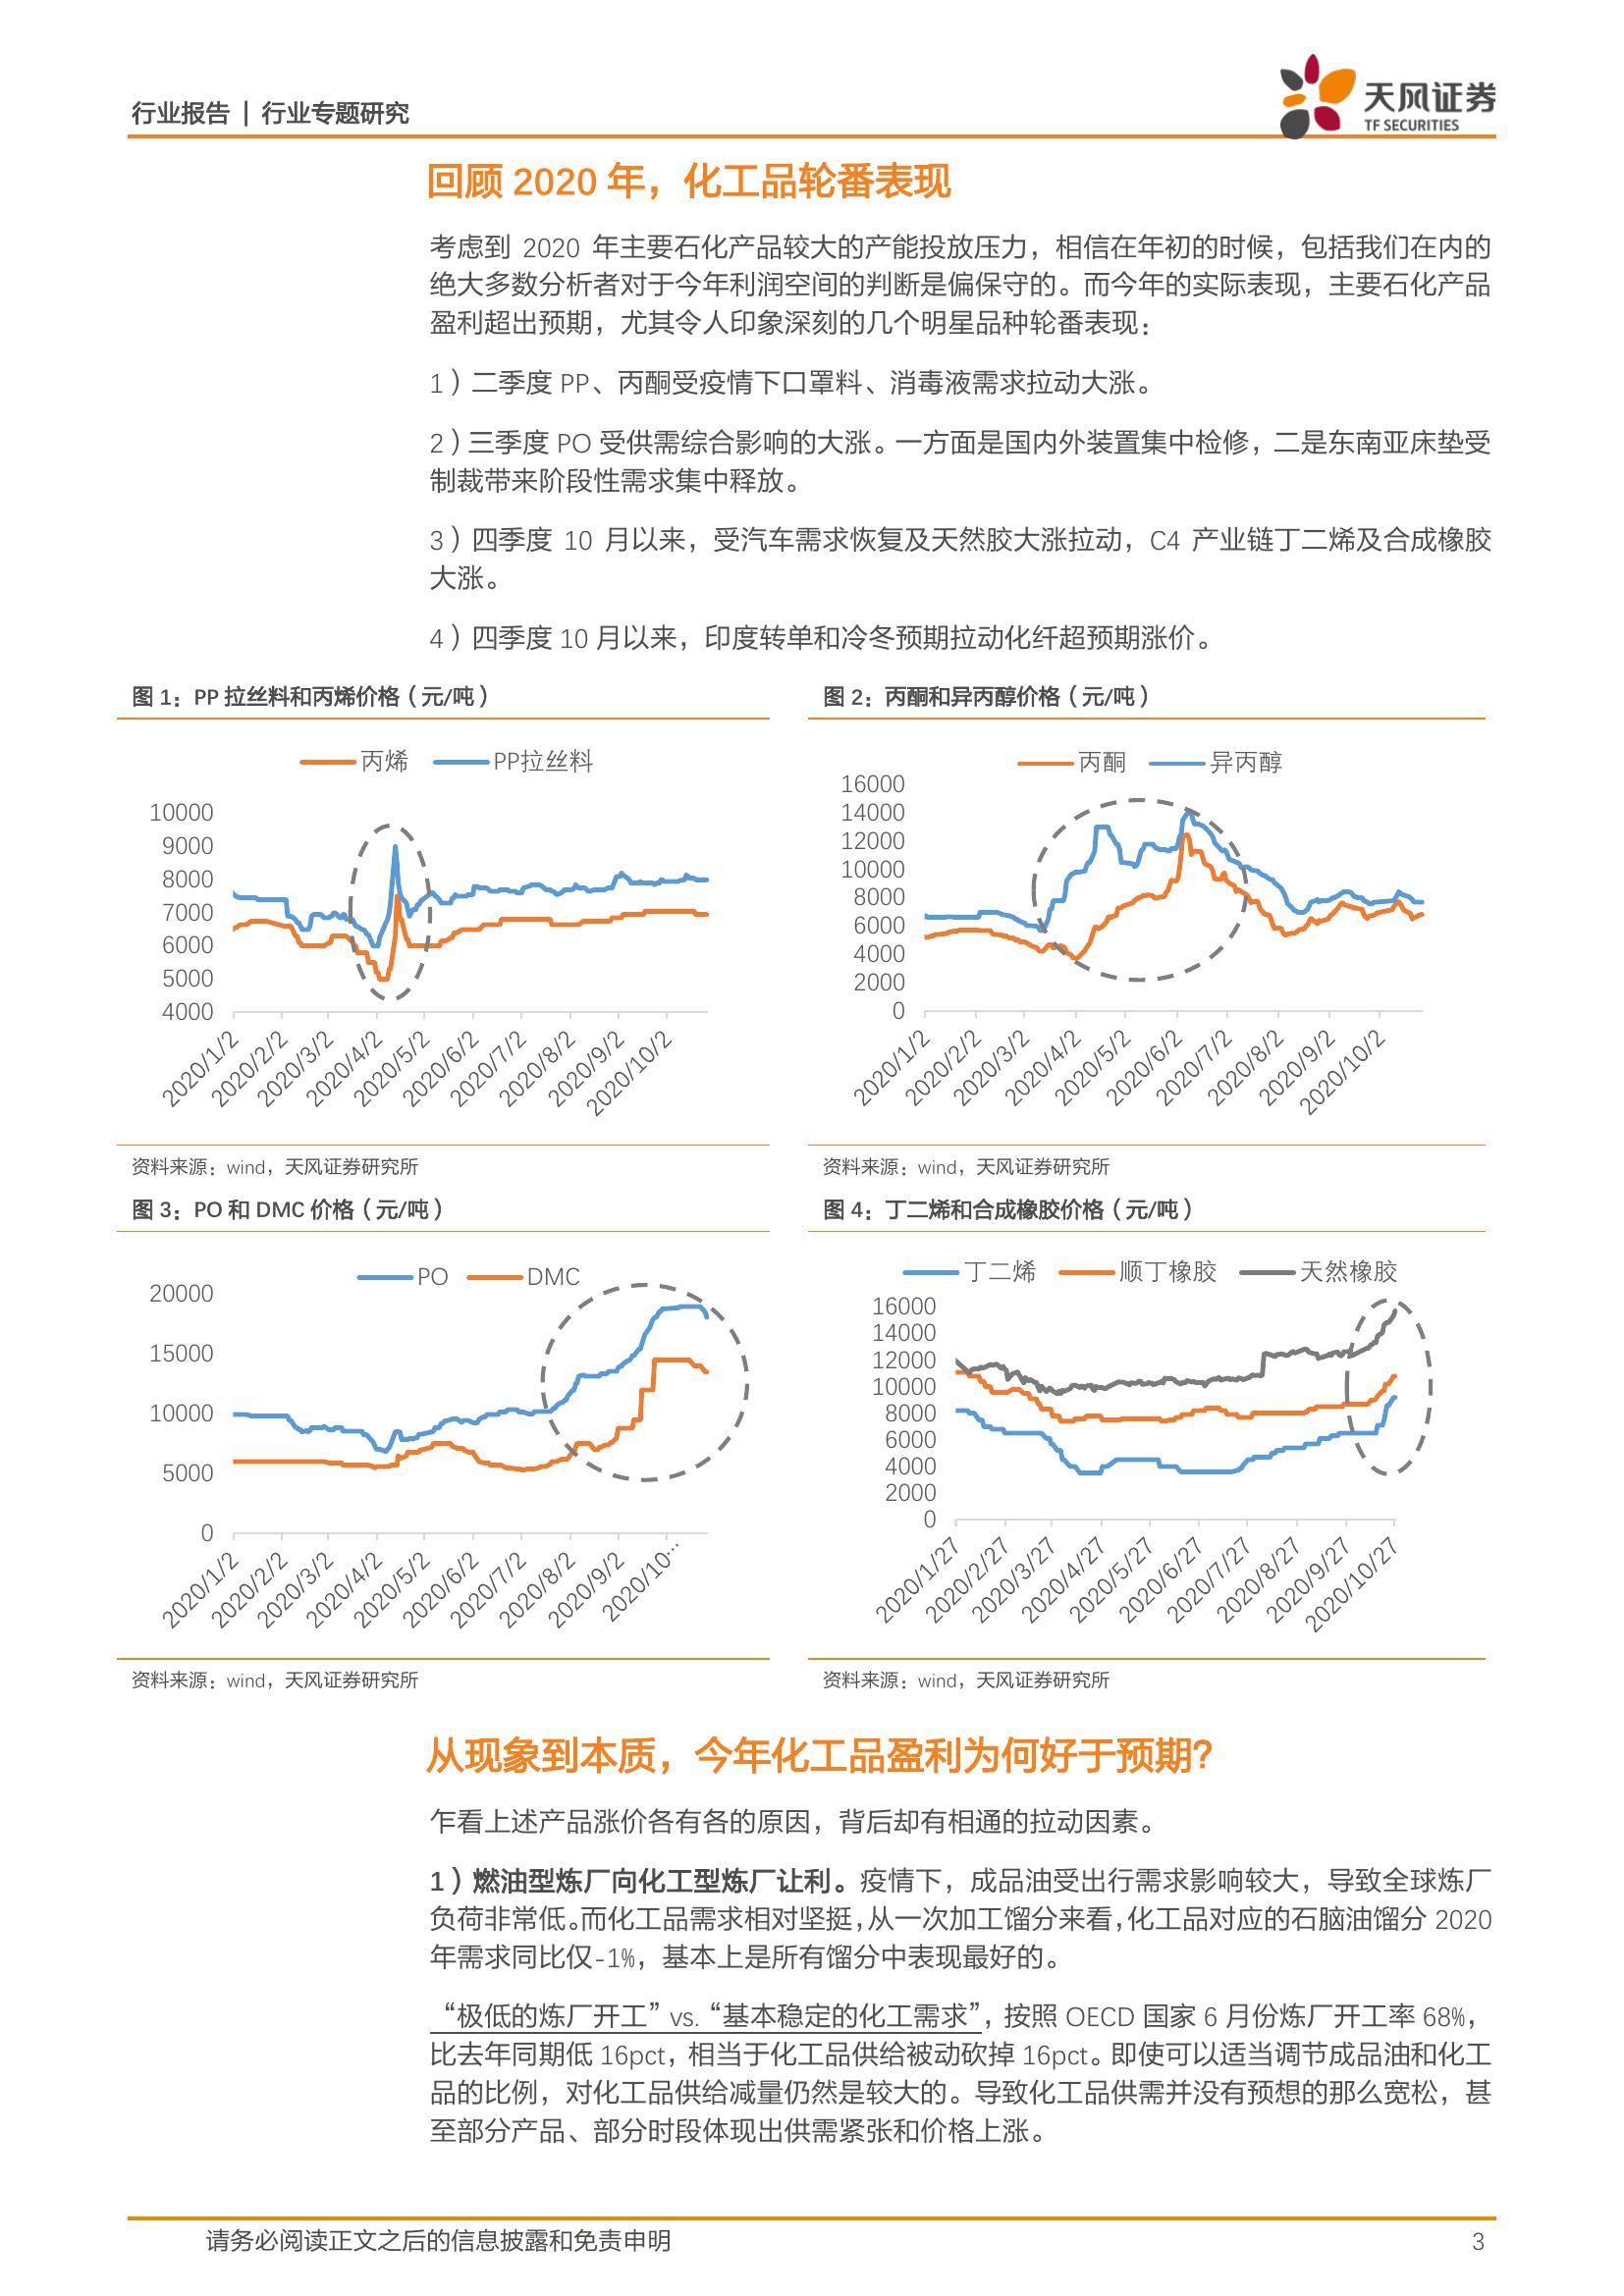 行业报告 | 行业专题研究
天风证券
TF SECURITIES
回顾 2020 年，化工品轮番表现
考虑到 2020 年主要石化产品较大的产能投放压力，相信在年初的时候，包括我们在内的
绝大多数分析者对于今年利润空间的判断是偏保守的。而今年的实际表现，主要石化产品
盈利超出预期，尤其令人印象深刻的几个明星品种轮番表现：
1）二季度 PP、丙酮受疫情下口罩料、消毒液需求拉动大涨。
2）三季度 PO 受供需综合影响的大涨。一方面是国内外装置集中检修，二是东南亚床垫受
制裁带来阶段性需求集中释放。
3）四季度 10 月以来，受汽车需求恢复及天然胶大涨拉动，C4 产业链丁二烯及合成橡胶
大涨。
4）四季度 10 月以来，印度转单和冷冬预期拉动化纤超预期涨价。
图 1：PP 拉丝料和丙烯价格（元/吨）
丙烯 PP拉丝料
10000
9000
8000
7000
6000
5000
4000
2020/1/2 2020/2/2 2020/3/2 2020/4/2 2020/5/2 2020/6/2 2020/7/2 2020/8/2 2020/9/2 2020/10/2
资料来源：wind，天风证券研究所
图 2：丙酮和异丙醇价格（元/吨）
丙酮 异丙醇
16000
14000
12000
10000
8000
6000
4000
2000
0
2020/1/2 2020/2/2 2020/3/2 2020/4/2 2020/5/2 2020/6/2 2020/7/2 2020/8/2 2020/9/2 2020/10/2
资料来源：wind，天风证券研究所
图 3：PO 和 DMC 价格（元/吨）
PO DMC
20000
15000
10000
5000
0
2020/1/2 2020/2/2 2020/3/2 2020/4/2 2020/5/2 2020/6/2 2020/7/2 2020/8/2 2020/9/2 2020/10…
资料来源：wind，天风证券研究所
图 4：丁二烯和合成橡胶价格（元/吨）
丁二烯 顺丁橡胶 天然橡胶
16000
14000
12000
10000
8000
6000
4000
2000
0
2020/1/27 2020/2/27 2020/3/27 2020/4/27 2020/5/27 2020/6/27 2020/7/27 2020/8/27 2020/9/27 2020/10/27
资料来源：wind，天风证券研究所
从现象到本质，今年化工品盈利为何好于预期？
乍看上述产品涨价各有各的原因，背后却有相通的拉动因素。
1）燃油型炼厂向化工型炼厂让利。疫情下，成品油受出行需求影响较大，导致全球炼厂
负荷非常低。而化工品需求相对坚挺，从一次加工馏分来看，化工品对应的石脑油馏分 2020
年需求同比仅-1%，基本上是所有馏分中表现最好的。
“极低的炼厂开工”vs.“基本稳定的化工需求”，按照 OECD 国家 6 月份炼厂开工率 68%，
比去年同期低 16pct，相当于化工品供给被动砍掉 16pct。即使可以适当调节成品油和化工
品的比例，对化工品供给减量仍然是较大的。导致化工品供需并没有预想的那么宽松，甚
至部分产品、部分时段体现出供需紧张和价格上涨。
请务必阅读正文之后的信息披露和免责申明
3